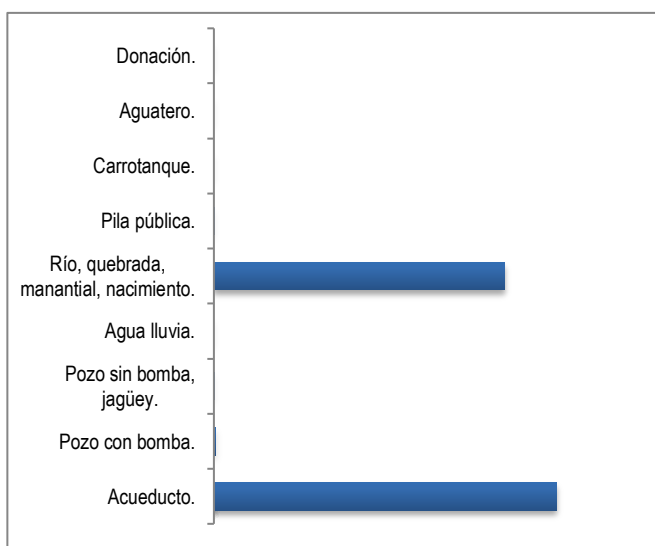 Donación.
Aguatero.
Carrotanque.
Pila pública.
Río, quebrada,
manantial, nacimiento.
Agua lluvia.
Pozo sin bomba,
jagüey.
Pozo con bomba.
Acueducto.